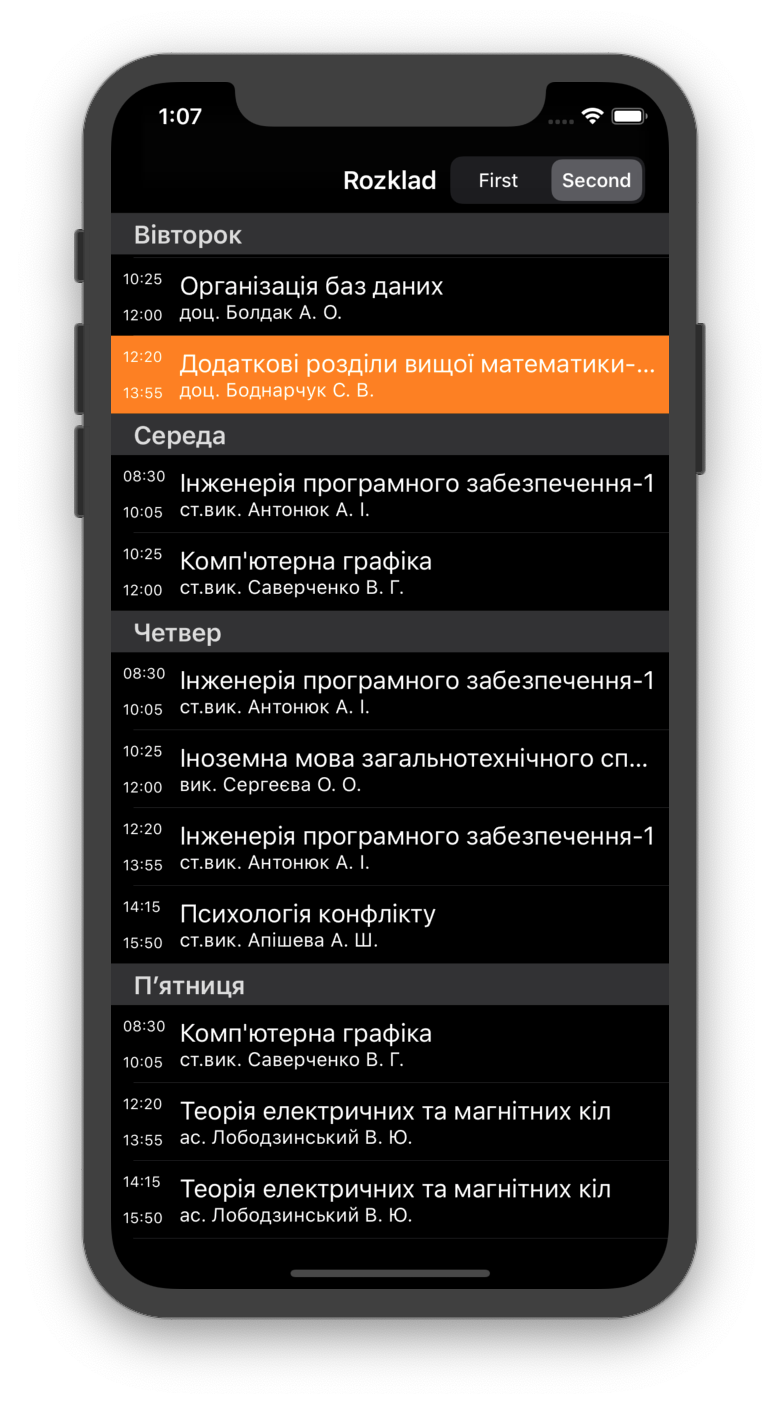 1:07
Rozklad First Second
Вівторок
10:25 Організація баз даних
12:00 доц. Болдак А. О.
12:20 Додаткові розділи вищої математики-...
13:55 доц. Боднарчук С. В.
Середа
08:30 Інженерія програмного забезпечення-1
10:05 ст.вик. Антонюк А. І.
10:25 Комп'ютерна графіка
12:00 ст.вик. Саверченко В. Г.
Четвер
08:30 Інженерія програмного забезпечення-1
10:05 ст.вик. Антонюк А. І.
10:25 Іноземна мова загальнотехнічного сп...
12:00 вик. Сергеєва О. О.
12:20 Інженерія програмного забезпечення-1
13:55 ст.вик. Антонюк А. І.
14:15 Психологія конфлікту
15:50 ст.вик. Апішева А. Ш.
П’ятниця
08:30 Комп'ютерна графіка
10:05 ст.вик. Саверченко В. Г.
12:20 Теорія електричних та магнітних кіл
13:55 ас. Лободзинський В. Ю.
14:15 Теорія електричних та магнітних кіл
15:50 ас. Лободзинський В. Ю.